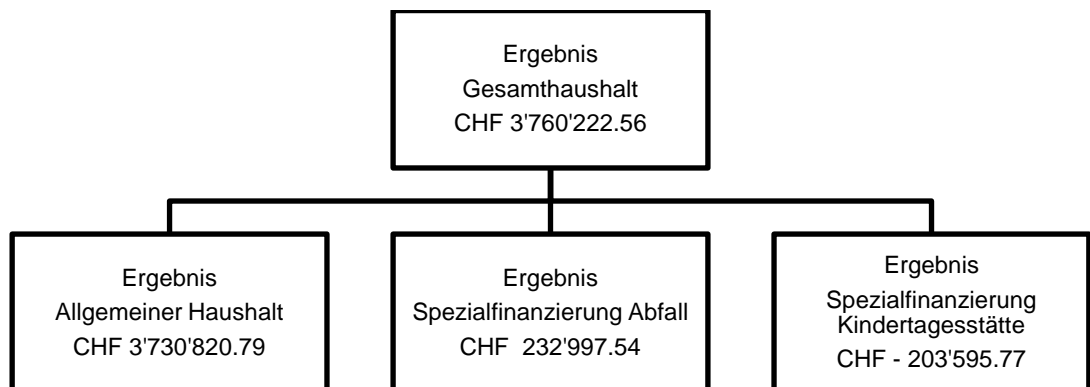 Ergebnis
Gesamthaushalt
CHF 3'760'222.56
Ergebnis
Allgemeiner Haushalt
CHF 3'730'820.79
Ergebnis
Spezialfinanzierung Abfall
CHF 232'997.54
Ergebnis
Spezialfinanzierung
Kindertagesstätte
CHF - 203'595.77